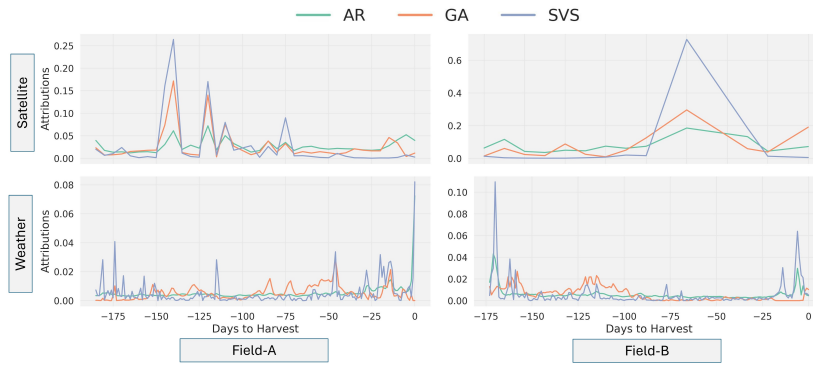 AR GA SVS
Satellite
Attributions
0.25
0.20
0.15
0.10
0.05
0.00
0.6
0.4
0.2
0.0
Weather
Attributions
0.08
0.06
0.04
0.02
0.00
−175 −150 −125 −100 −75 −50 −25 0
Days to Harvest
Field-A
0.10
0.08
0.06
0.04
0.02
0.00
−175 −150 −125 −100 −75 −50 −25 0
Days to Harvest
Field-B